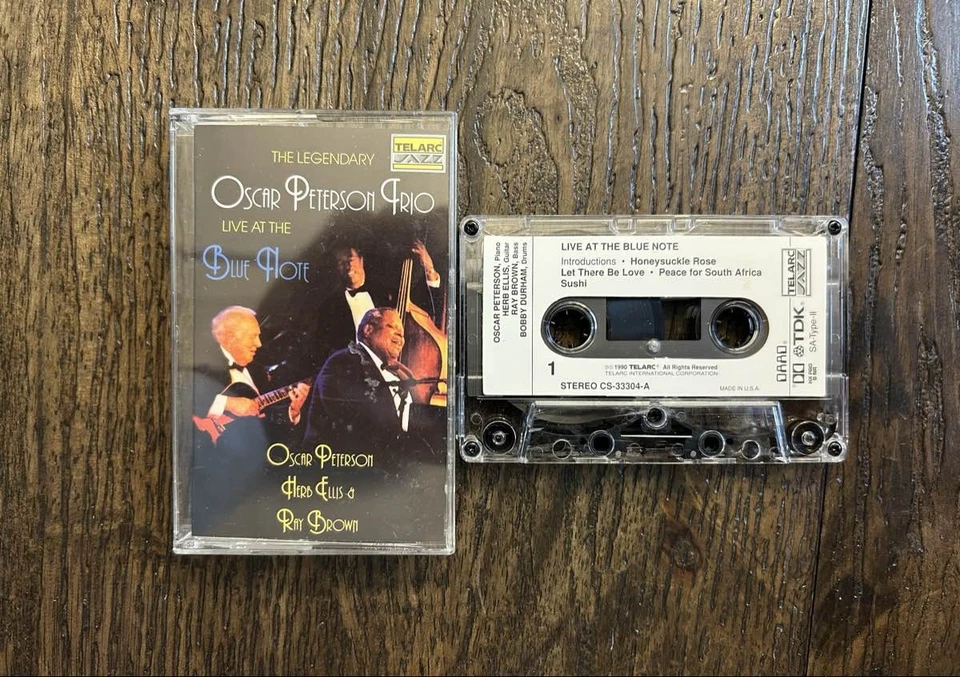 THE LEGENDARY
TELARC
JAZZ
OSCAR PETERSON TRIO
LIVE AT THE
BLUE NOTE
OSCAR PETERSON
HERB ELLIS &
RAY BROWN
OSCAR PETERSON, Piano
HERB ELLIS, Guitar
RAY BROWN, Bass
BOBBY DURHAM, Drums
LIVE AT THE BLUE NOTE
Introductions • Honeysuckle Rose
Let There Be Love • Peace for South Africa
Sushi
TELARC
JAZZ
1
℗© 1990 TELARC® All Rights Reserved
TELARC INTERNATIONAL CORPORATION
STEREO CS-33304-A
MADE IN U.S.A.
TDK
SA-Type-II